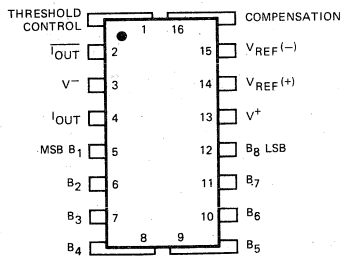 THRESHOLD CONTROL 1 16 COMPENSATION
I̅O̅U̅T̅ 2 15 VREF(−)
V− 3 14 VREF(+)
IOUT 4 13 V+
MSB B1 5 12 B8 LSB
B2 6 11 B7
B3 7 10 B6
B4 8 9 B5